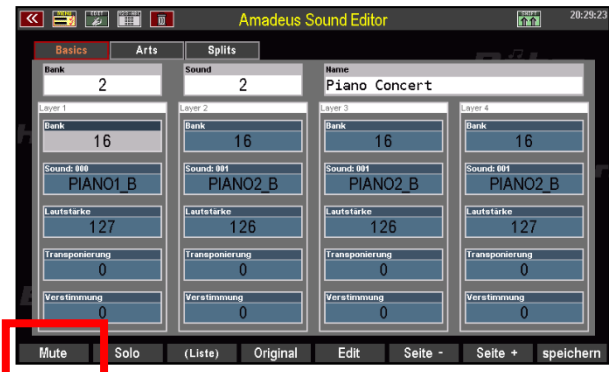 Amadeus Sound Editor
20:29:23
Basics Arts Splits
Bank Sound Name
2 2 Piano Concert
Layer 1 Layer 2 Layer 3 Layer 4
Bank Bank Bank Bank
16 16 16 16
Sound: 000 Sound: 001 Sound: 001 Sound: 001
PIANO1_B PIANO2_B PIANO2_B PIANO2_B
Lautstärke Lautstärke Lautstärke Lautstärke
127 126 126 127
Transponierung Transponierung Transponierung Transponierung
0 0 0 0
Verstimmung Verstimmung Verstimmung Verstimmung
0 0 0 0
Mute Solo (Liste) Original Edit Seite - Seite + speichern